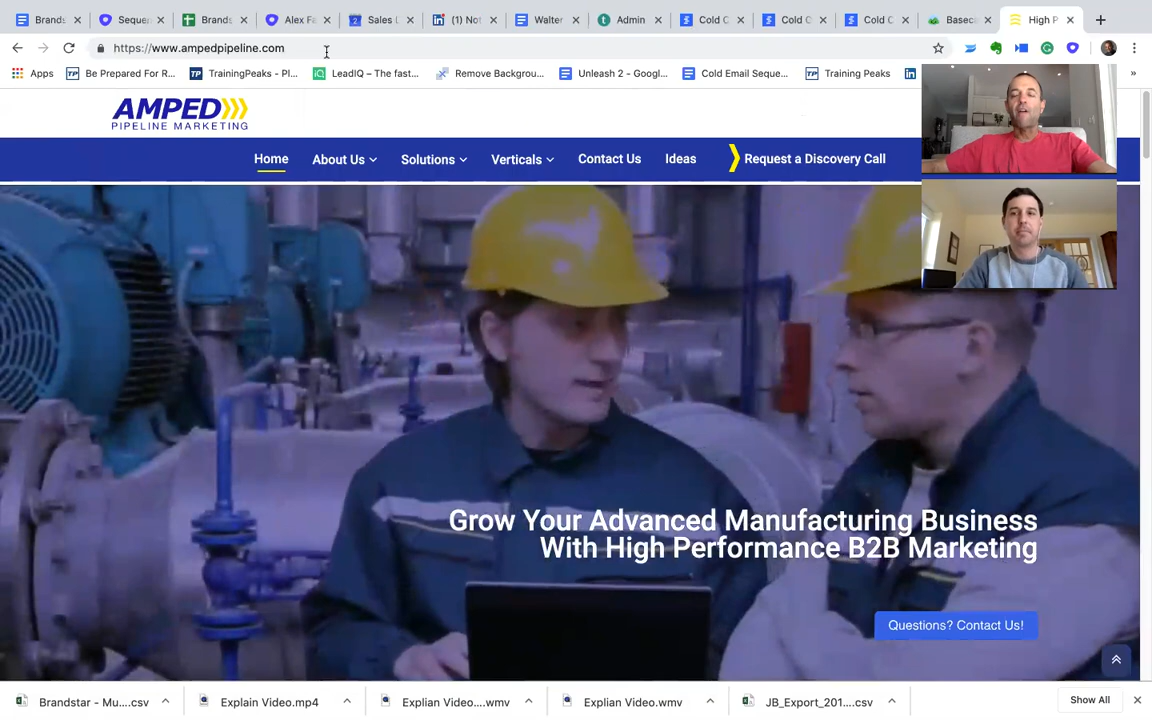 Brands
Sequen
Brands
Alex Fa
Sales L
(1) Not
Walter
Admin
Cold C
Cold C
Cold C
Baseca
High P
https://www.ampedpipeline.com
Apps
Be Prepared For R...
TrainingPeaks - Pl...
LeadIQ – The fast...
Remove Backgrou...
Unleash 2 - Googl...
Cold Email Seque...
Training Peaks
AMPED
PIPELINE MARKETING
Home
About Us
Solutions
Verticals
Contact Us
Ideas
Request a Discovery Call
Grow Your Advanced Manufacturing Business
With High Performance B2B Marketing
Questions? Contact Us!
Brandstar - Mu....csv
Explain Video.mp4
Explian Video....wmv
Explian Video.wmv
JB_Export_201....csv
Show All